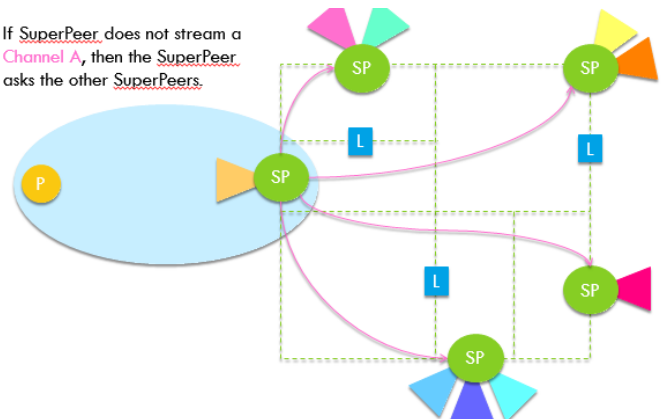 If SuperPeer does not stream a
Channel A, then the SuperPeer
asks the other SuperPeers.
SP
SP
L
L
P
SP
L
SP
SP